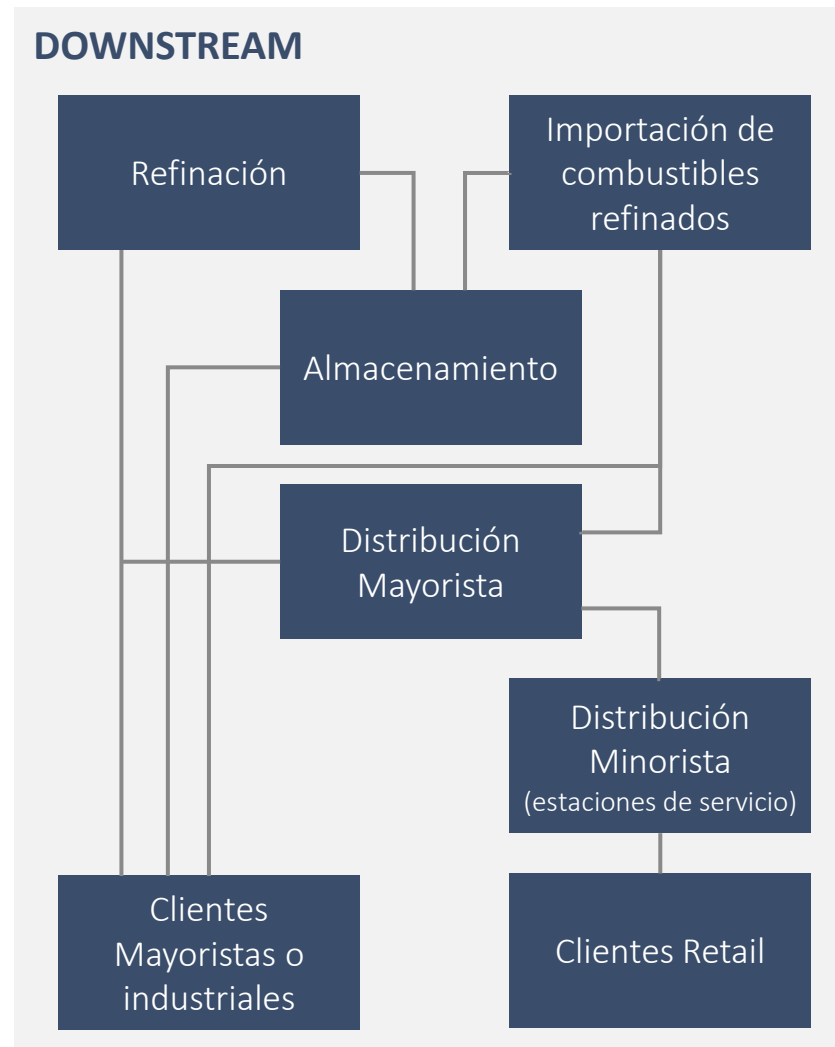 DOWNSTREAM
Refinación
Importación de
combustibles
refinados
Almacenamiento
Distribución
Mayorista
Distribución
Minorista
(estaciones de servicio)
Clientes
Mayoristas o
industriales
Clientes Retail